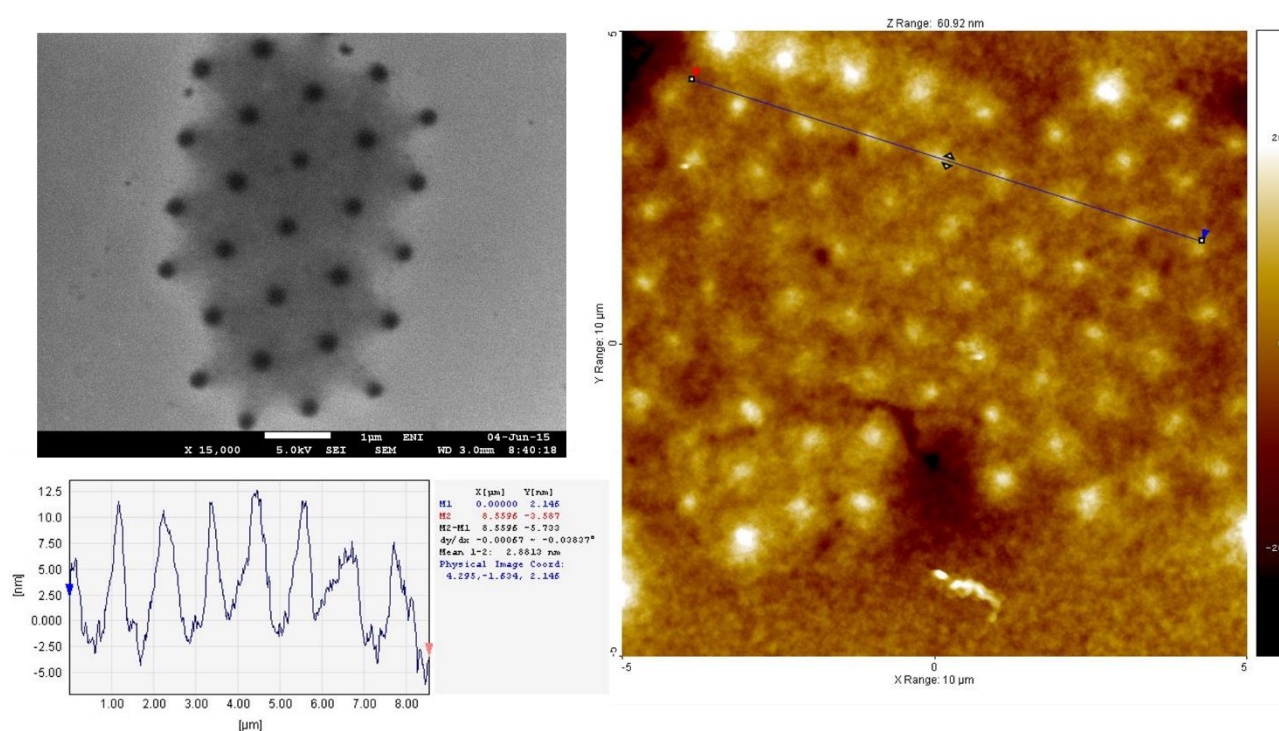 1µm ENI 04-Jun-15
X 15,000 5.0kV SEI SEM WD 3.0mm 8:40:18
12.5
10.0
7.50
5.00
2.50
0.000
-2.50
-5.00
[nm]
1.00 2.00 3.00 4.00 5.00 6.00 7.00 8.00
[µm]
X[µm] Y[nm]
M1 0.00000 2.146
M2 8.5596 -3.587
M2-M1 8.5596 -5.733
dy/dx -0.00067 ~ -0.03837°
Mean 1-2: 2.8813 nm
Physical Image Coord:
4.295,-1.634, 2.146
Z Range: 60.92 nm
5
0
Y Range: 10 µm
-5 0 5
X Range: 10 µm